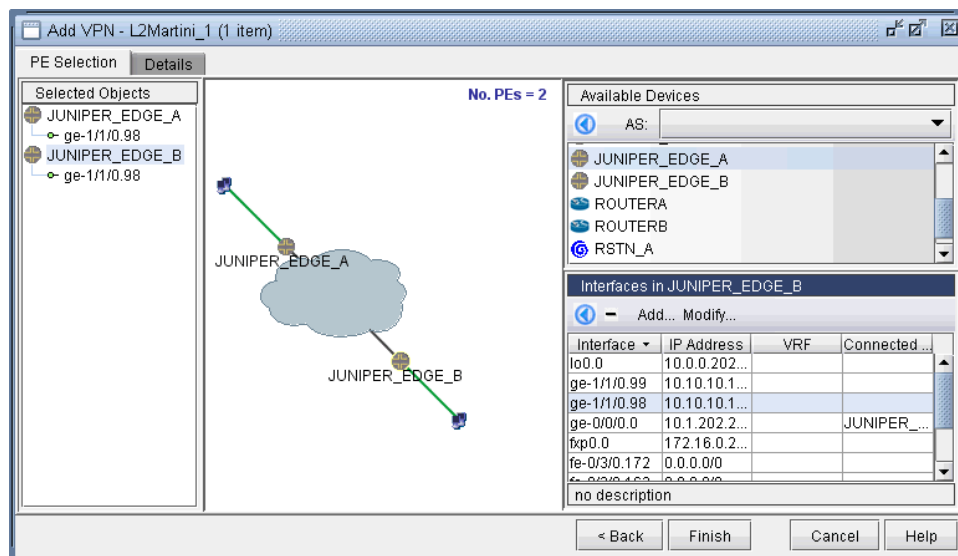 Add VPN - L2Martini_1 (1 item)
PE Selection
Details
Selected Objects
JUNIPER_EDGE_A
ge-1/1/0.98
JUNIPER_EDGE_B
ge-1/1/0.98
No. PEs = 2
JUNIPER_EDGE_A
JUNIPER_EDGE_B
Available Devices
AS:
JUNIPER_EDGE_A
JUNIPER_EDGE_B
ROUTERA
ROUTERB
RSTN_A
Interfaces in JUNIPER_EDGE_B
Add... Modify...
Interface IP Address VRF Connected ...
lo0.0 10.0.0.202...
ge-1/1/0.99 10.10.10.1...
ge-1/1/0.98 10.10.10.1...
ge-0/0/0.0 10.1.202.2... JUNIPER_...
fxp0.0 172.16.0.2...
fe-0/3/0.172 0.0.0.0/0
no description
< Back Finish Cancel Help